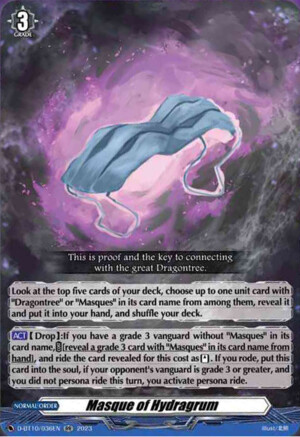 3
GRADE
This is proof and the key to connecting
with the great Dragontree.
Look at the top five cards of your deck, choose up to one unit card with
"Dragontree" or "Masques" in its card name from among them, reveal it
and put it into your hand, and shuffle your deck.
ACT【Drop】:If you have a grade 3 vanguard without "Masques" in its
card name, [reveal a grade 3 card with "Masques" in its card name from
hand], and ride the card revealed for this cost as [ ]. If you rode, put this
card into the soul, if your opponent's vanguard is grade 3 or greater, and
you did not persona ride this turn, you activate persona ride.
NORMAL ORDER
Masque of Hydragrum
D-BT10/036EN RR 2023